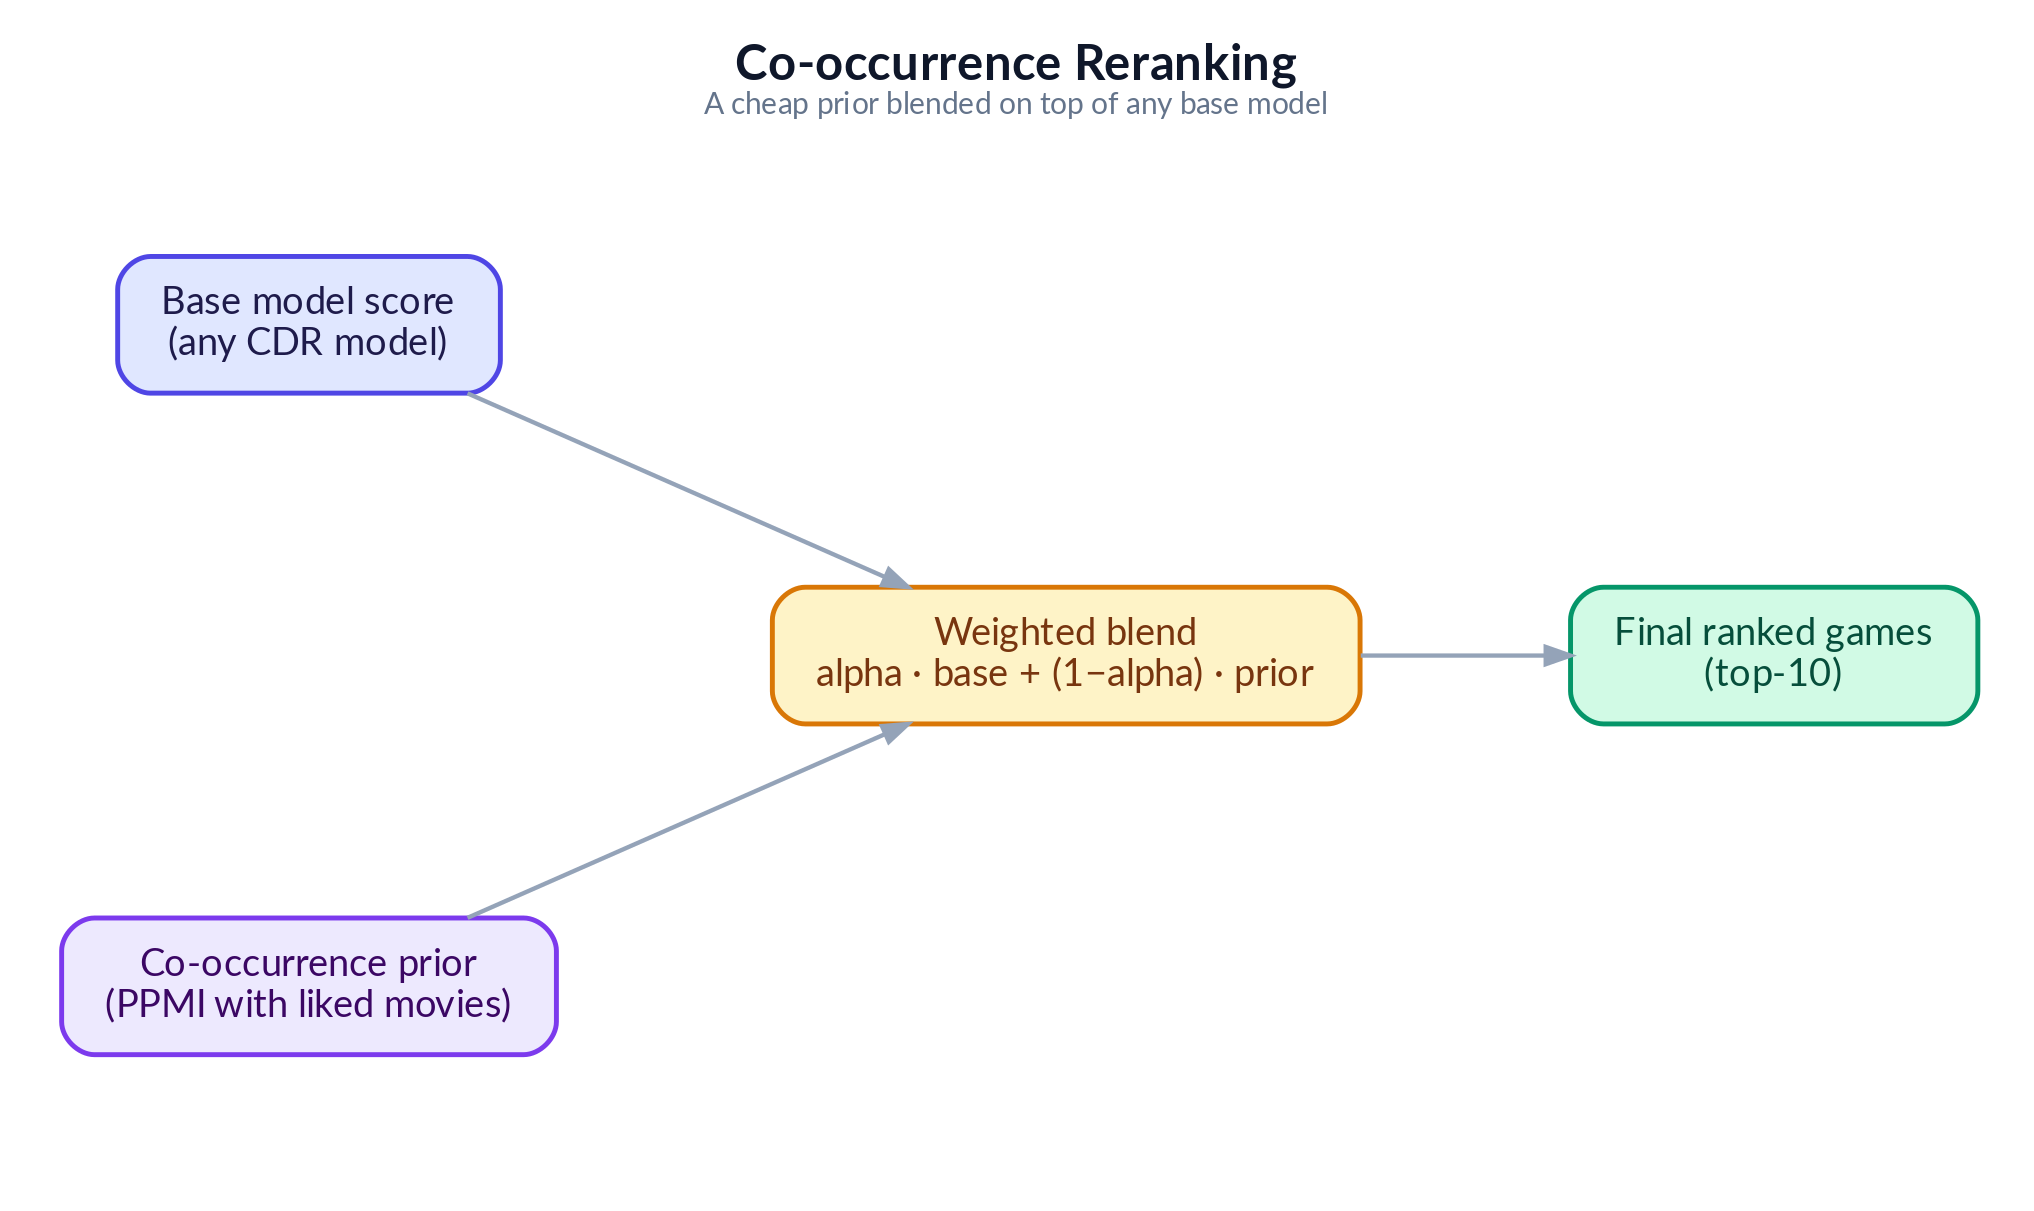 Co-occurrence Reranking
A cheap prior blended on top of any base model
Base model score
(any CDR model)
Weighted blend
alpha · base + (1−alpha) · prior
Final ranked games
(top-10)
Co-occurrence prior
(PPMI with liked movies)